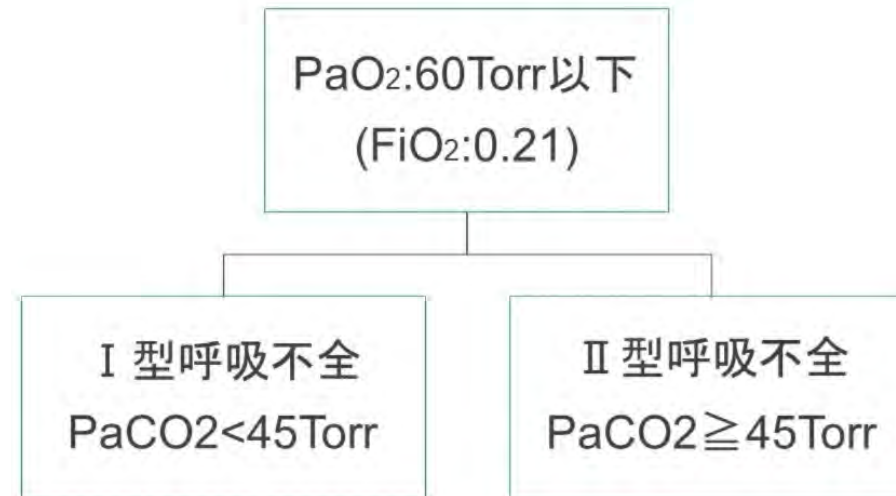 PaO2:60Torr以下
(FiO2:0.21)
Ⅰ型呼吸不全
PaCO2<45Torr
Ⅱ型呼吸不全
PaCO2≧45Torr